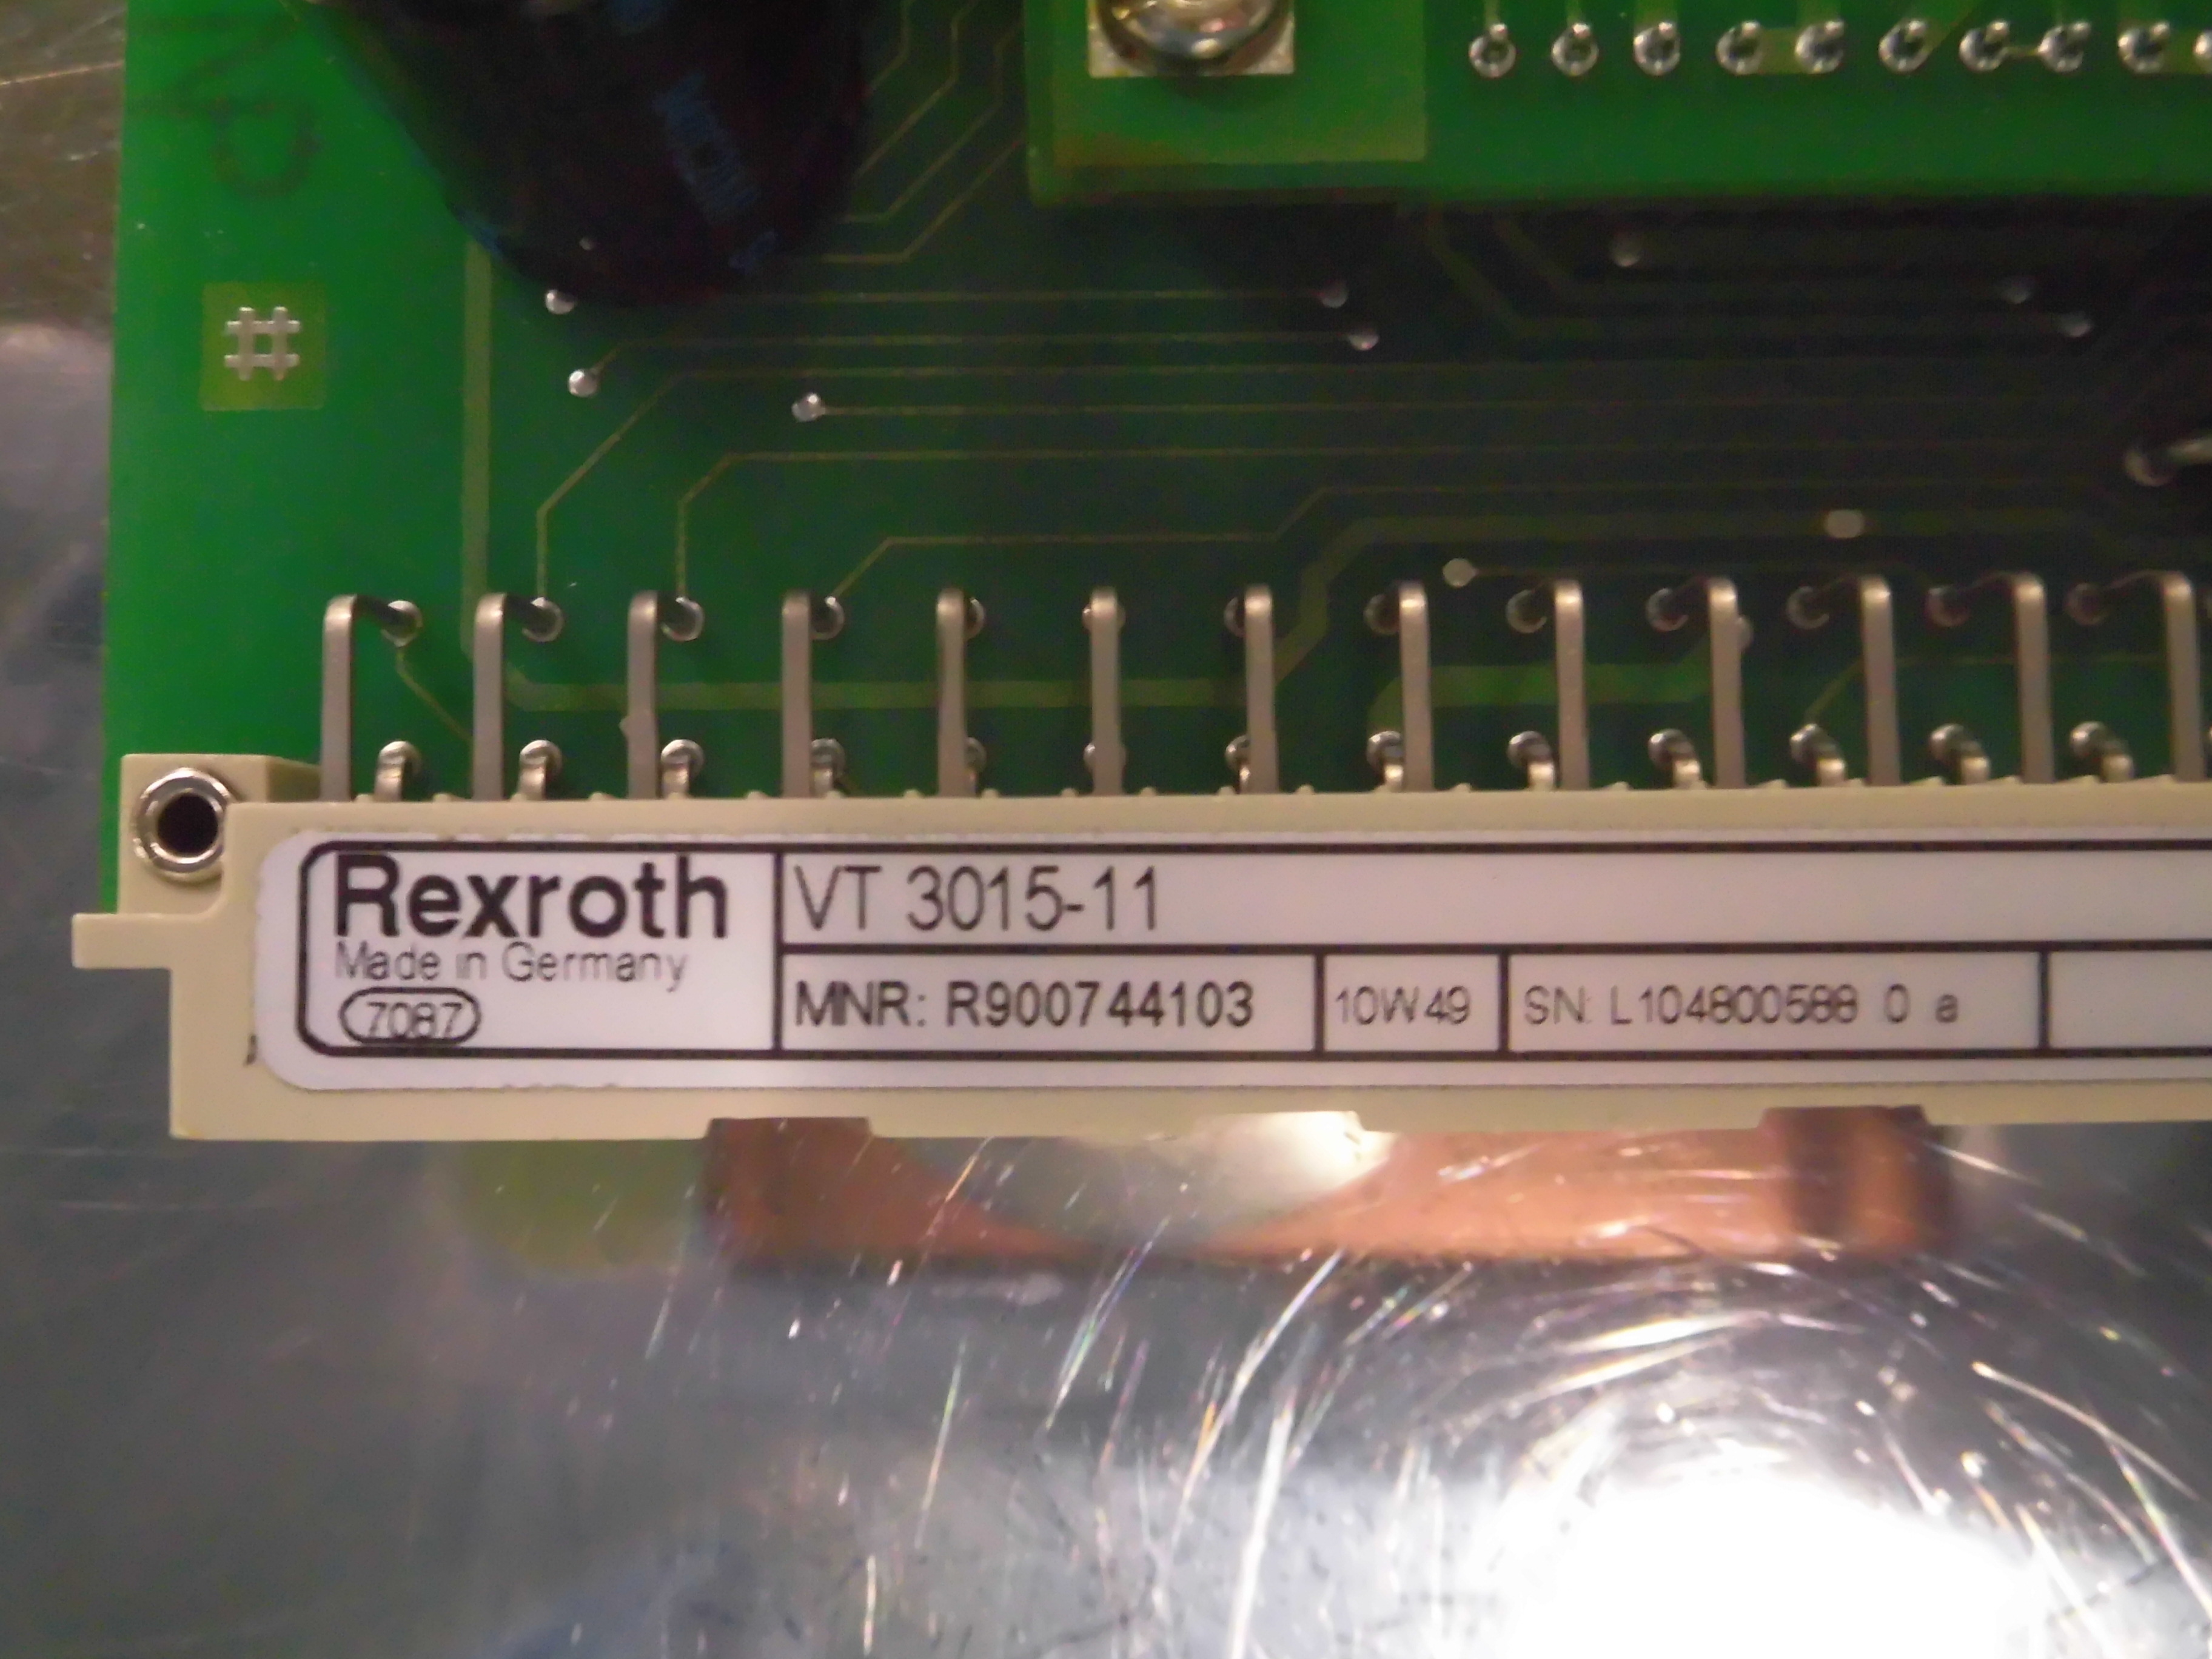 Rexroth
Made in Germany
7087
VT 3015-11
MNR: R900744103
10W49
SN: L104800588 0 a